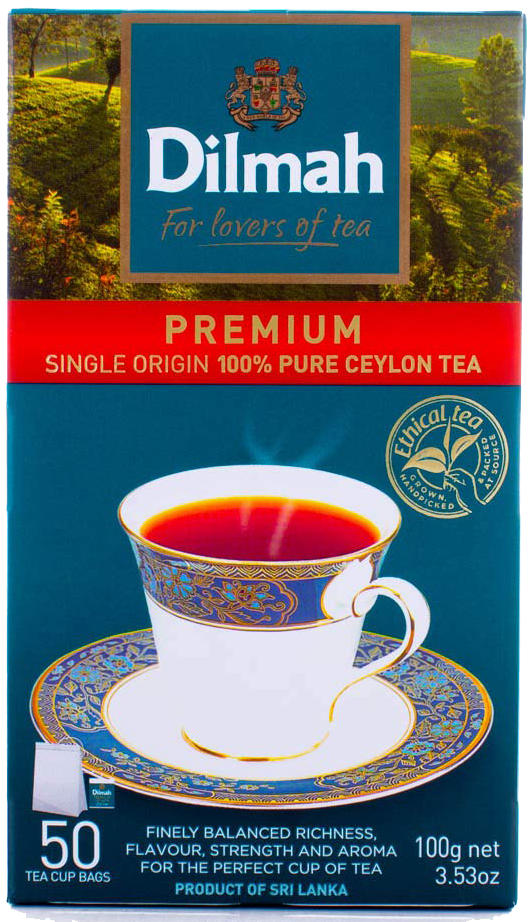 Dilmah
For lovers of tea
PREMIUM
SINGLE ORIGIN 100% PURE CEYLON TEA
Ethical tea
GROWN,
HANDPICKED
& PACKED
AT SOURCE
Dilmah
50
TEA CUP BAGS
FINELY BALANCED RICHNESS,
FLAVOUR, STRENGTH AND AROMA
FOR THE PERFECT CUP OF TEA
PRODUCT OF SRI LANKA
100g net
3.53oz